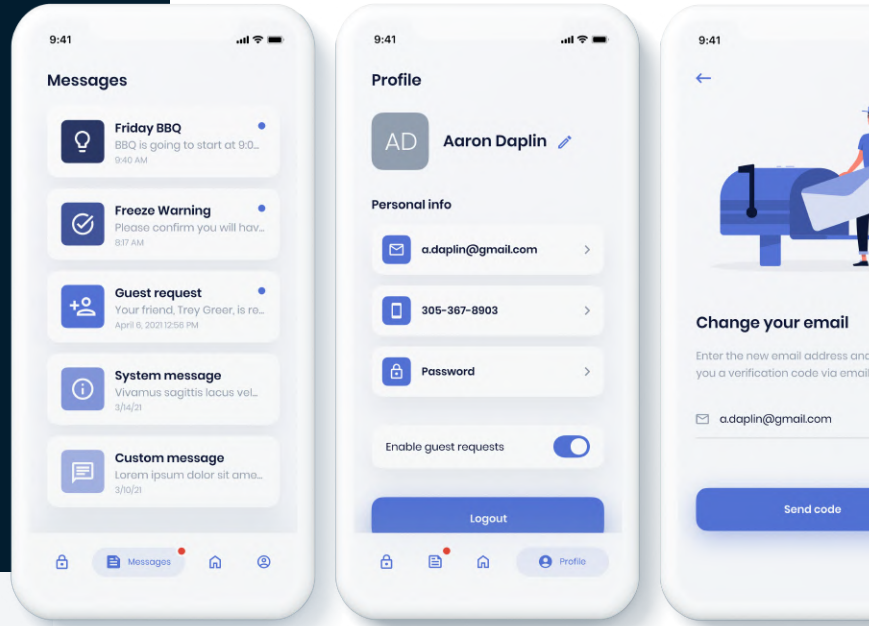 9:41
Messages
Friday BBQ
BBQ is going to start at 9:0...
9:40 AM
Freeze Warning
Please confirm you will hav...
8:17 AM
Guest request
Your friend, Trey Greer, is re...
April 6, 2021 12:58 PM
System message
Vivamus sagittis lacus vel...
3/14/21
Custom message
Lorem ipsum dolor sit ame...
3/10/21
Messages
9:41
Profile
AD
Aaron Daplin
Personal info
a.daplin@gmail.com
305-367-8903
Password
Enable guest requests
Logout
Profile
9:41
Change your email
Enter the new email address and
you a verification code via email
a.daplin@gmail.com
Send code